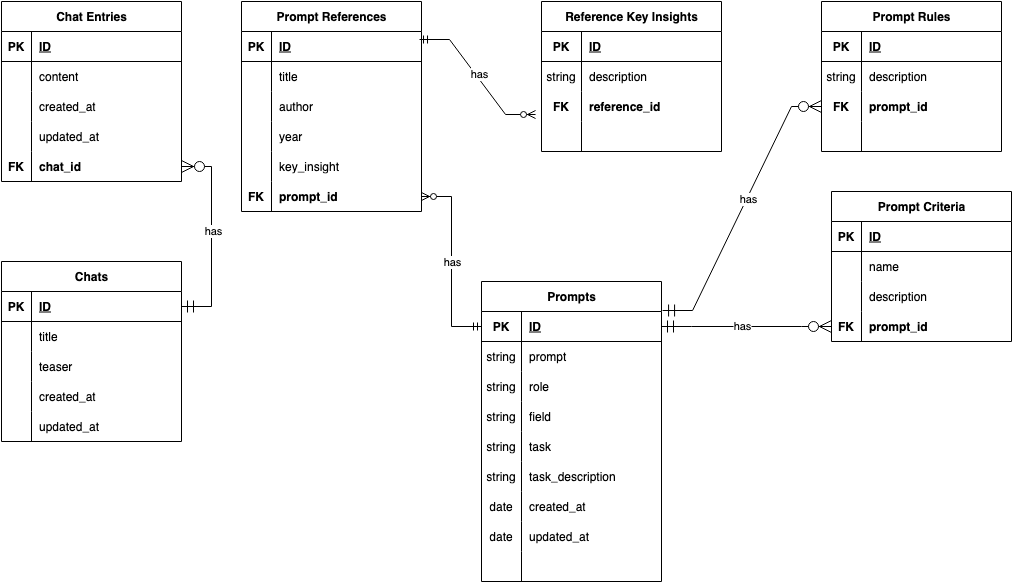 Chat Entries
PK ID
content
created_at
updated_at
FK chat_id
Prompt References
PK ID
title
author
year
key_insight
FK prompt_id
Reference Key Insights
PK ID
string description
FK reference_id
Prompt Rules
PK ID
string description
FK prompt_id
has
has
has
has
has
Chats
PK ID
title
teaser
created_at
updated_at
Prompts
PK ID
string prompt
string role
string field
string task
string task_description
date created_at
date updated_at
Prompt Criteria
PK ID
name
description
FK prompt_id